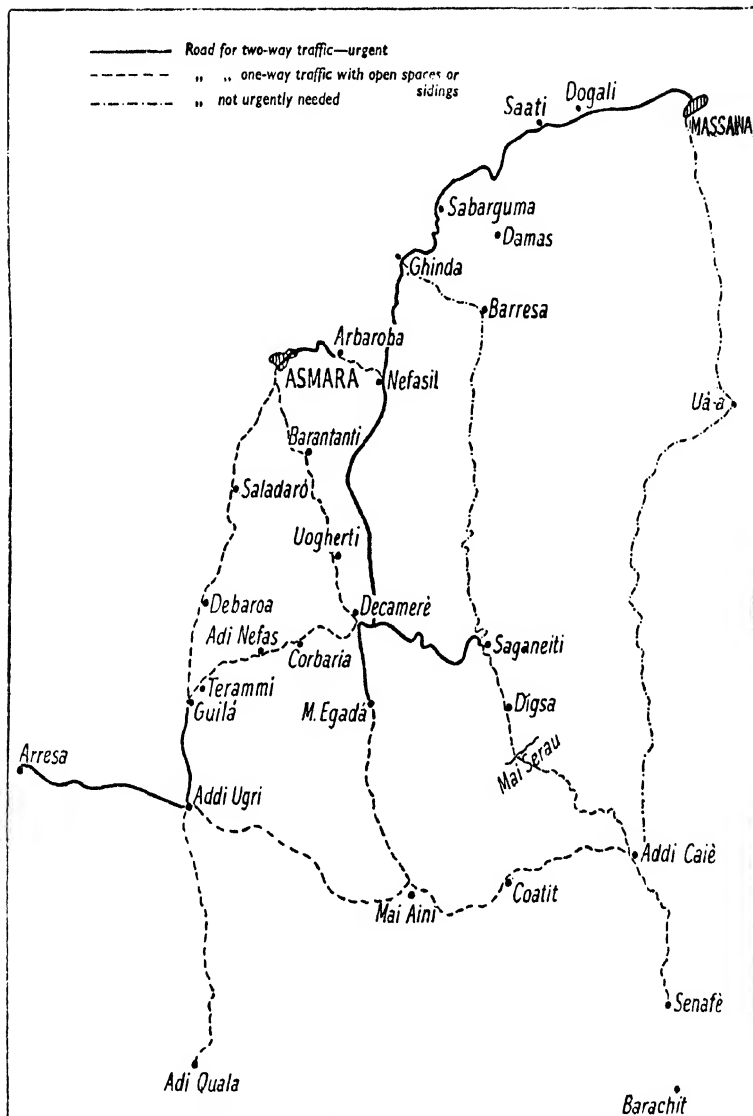 Road for two-way traffic—urgent
„ „ one-way traffic with open spaces or
sidings
„ not urgently needed
Dogali
Saati
MASSAWA
Sabarguma
Damas
Ghinda
Barresa
Arbaroba
ASMARA
Nefasil
Uà-a
Barantanti
Saladarò
Uogherti
Debaroa
Decamerè
Adi Nefas
Corbaria
Saganeiti
Terammi
Guilá
M. Egadá
Digsa
Mai Serau
Arresa
Addi Ugri
Addi Caiè
Coatit
Mai Aini
Senafè
Adi Quala
Barachit